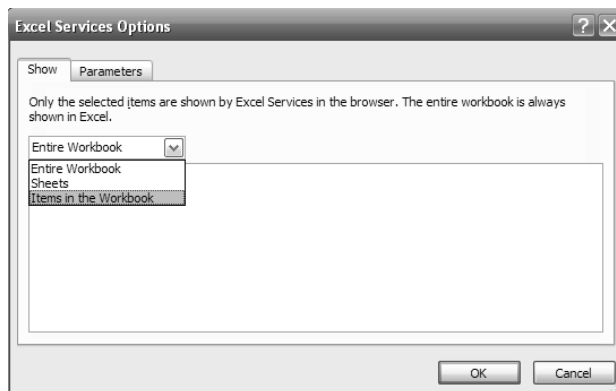 Excel Services Options
Show
Parameters
Only the selected items are shown by Excel Services in the browser. The entire workbook is always
shown in Excel.
Entire Workbook
Entire Workbook
Sheets
Items in the Workbook
OK
Cancel